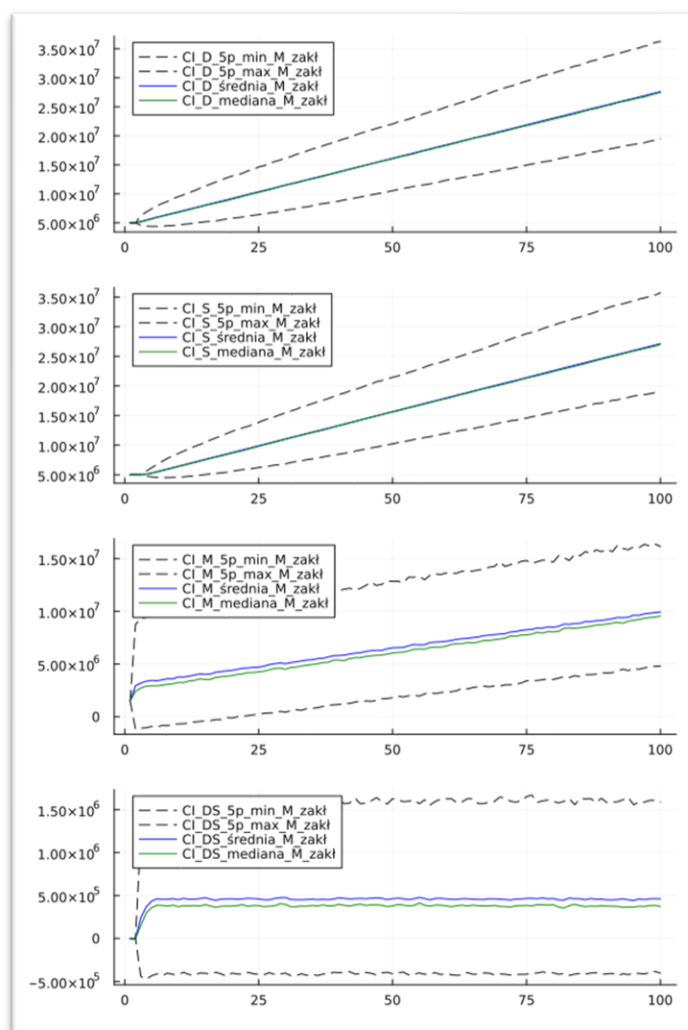 3.50×10⁷
3.00×10⁷
2.50×10⁷
2.00×10⁷
1.50×10⁷
1.00×10⁷
5.00×10⁶
CI_D_5p_min_M_zakł
CI_D_5p_max_M_zakł
CI_D_średnia_M_zakł
CI_D_mediana_M_zakł
0 25 50 75 100
3.50×10⁷
3.00×10⁷
2.50×10⁷
2.00×10⁷
1.50×10⁷
1.00×10⁷
5.00×10⁶
CI_S_5p_min_M_zakł
CI_S_5p_max_M_zakł
CI_S_średnia_M_zakł
CI_S_mediana_M_zakł
0 25 50 75 100
1.50×10⁷
1.00×10⁷
5.00×10⁶
0
CI_M_5p_min_M_zakł
CI_M_5p_max_M_zakł
CI_M_średnia_M_zakł
CI_M_mediana_M_zakł
0 25 50 75 100
1.50×10⁶
1.00×10⁶
5.00×10⁵
0
−5.00×10⁵
CI_DS_5p_min_M_zakł
CI_DS_5p_max_M_zakł
CI_DS_średnia_M_zakł
CI_DS_mediana_M_zakł
0 25 50 75 100